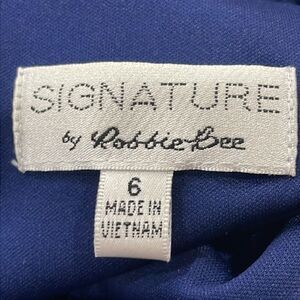 SIGNATURE
by Robbie Bee
6
MADE IN
VIETNAM